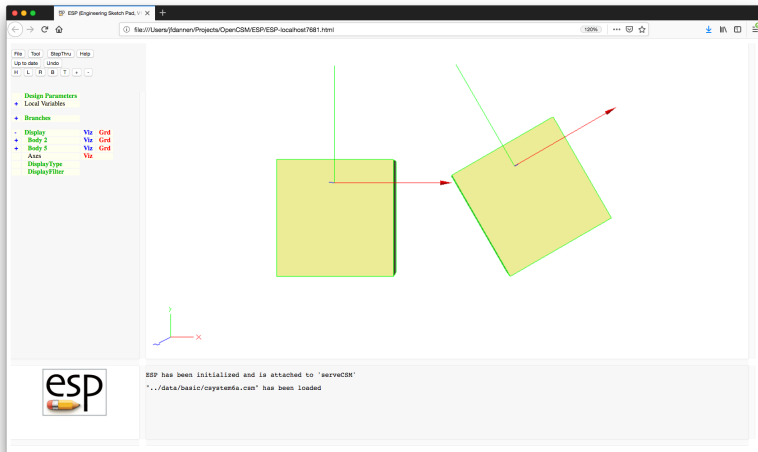 ESP (Engineering Sketch Pad, V
file:///Users/jfdannen/Projects/OpenCSM/ESP/ESP-localhost7681.html
120%
File Tool StepThru Help
Up to date Undo
H L R B T + -
Design Parameters
+ Local Variables
+ Branches
- Display Viz Grd
+ Body 2 Viz Grd
+ Body 5 Viz Grd
Axes Viz
DisplayType
DisplayFilter
Y
X
esp
ESP has been initialized and is attached to 'serveCSM'
"../data/basic/csystem6a.csm" has been loaded